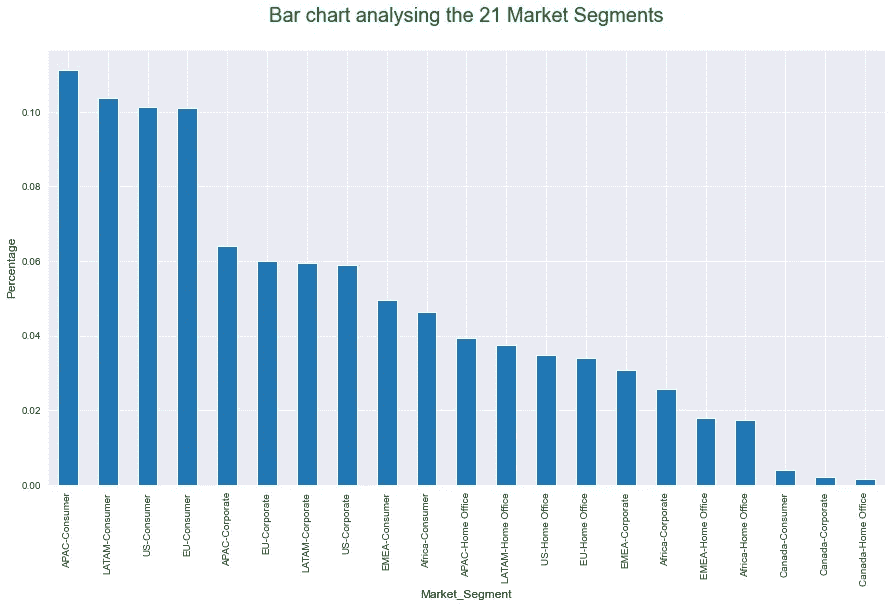 Bar chart analysing the 21 Market Segments
0.10
0.08
0.06
0.04
0.02
0.00
Percentage
APAC-Consumer
LATAM-Consumer
US-Consumer
EU-Consumer
APAC-Corporate
EU-Corporate
LATAM-Corporate
US-Corporate
EMEA-Consumer
Africa-Consumer
APAC-Home Office
LATAM-Home Office
US-Home Office
EU-Home Office
EMEA-Corporate
Africa-Corporate
EMEA-Home Office
Africa-Home Office
Canada-Consumer
Canada-Corporate
Canada-Home Office
Market_Segment